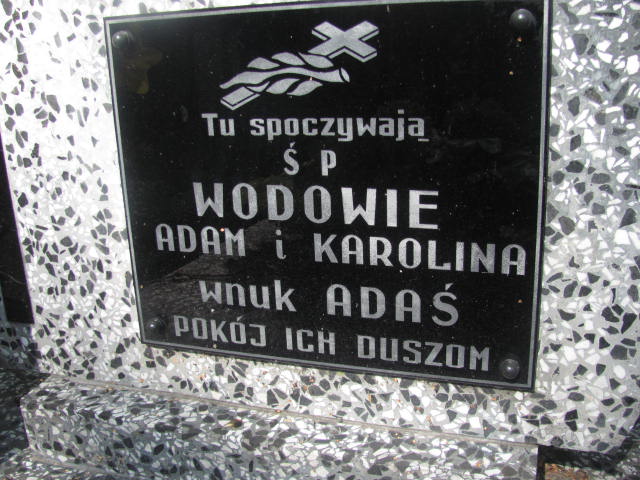 Tu spoczywają
Ś P
WODOWIE
ADAM i KAROLINA
wnuk ADAŚ
POKÓJ ICH DUSZOM